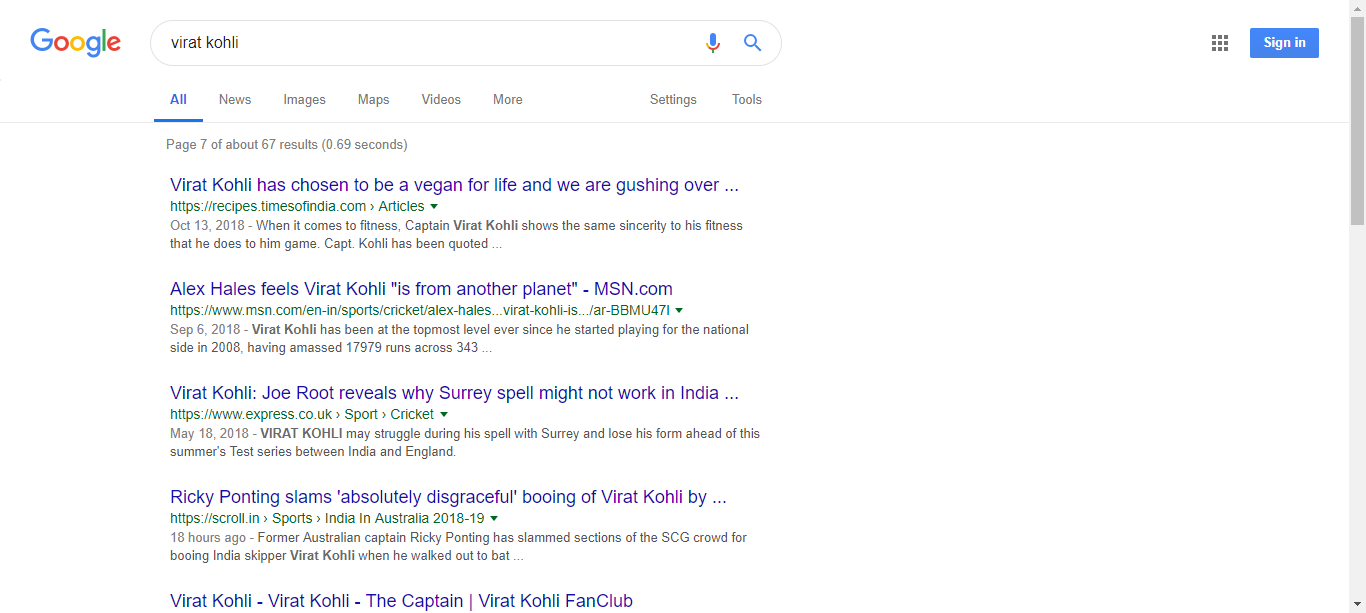 Google
virat kohli
Sign in
All News Images Maps Videos More Settings Tools
Page 7 of about 67 results (0.69 seconds)
Virat Kohli has chosen to be a vegan for life and we are gushing over ...
https://recipes.timesofindia.com › Articles
Oct 13, 2018 - When it comes to fitness, Captain Virat Kohli shows the same sincerity to his fitness
that he does to him game. Capt. Kohli has been quoted ...
Alex Hales feels Virat Kohli "is from another planet" - MSN.com
https://www.msn.com/en-in/sports/cricket/alex-hales...virat-kohli-is.../ar-BBMU47I
Sep 6, 2018 - Virat Kohli has been at the topmost level ever since he started playing for the national
side in 2008, having amassed 17979 runs across 343 ...
Virat Kohli: Joe Root reveals why Surrey spell might not work in India ...
https://www.express.co.uk › Sport › Cricket
May 18, 2018 - VIRAT KOHLI may struggle during his spell with Surrey and lose his form ahead of this
summer's Test series between India and England.
Ricky Ponting slams 'absolutely disgraceful' booing of Virat Kohli by ...
https://scroll.in › Sports › India In Australia 2018-19
18 hours ago - Former Australian captain Ricky Ponting has slammed sections of the SCG crowd for
booing India skipper Virat Kohli when he walked out to bat ...
Virat Kohli - Virat Kohli - The Captain | Virat Kohli FanClub